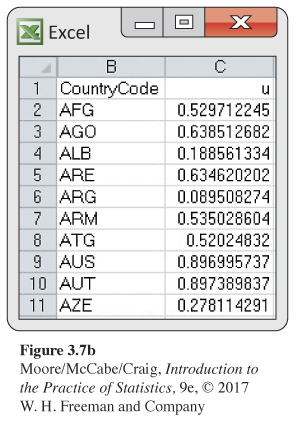 Excel
B C
1 CountryCode u
2 AFG 0.529712245
3 AGO 0.638512682
4 ALB 0.188561334
5 ARE 0.634620202
6 ARG 0.089508274
7 ARM 0.535028604
8 ATG 0.52024832
9 AUS 0.896995737
10 AUT 0.897389837
11 AZE 0.278114291
Figure 3.7b
Moore/McCabe/Craig, Introduction to
the Practice of Statistics, 9e, © 2017
W. H. Freeman and Company